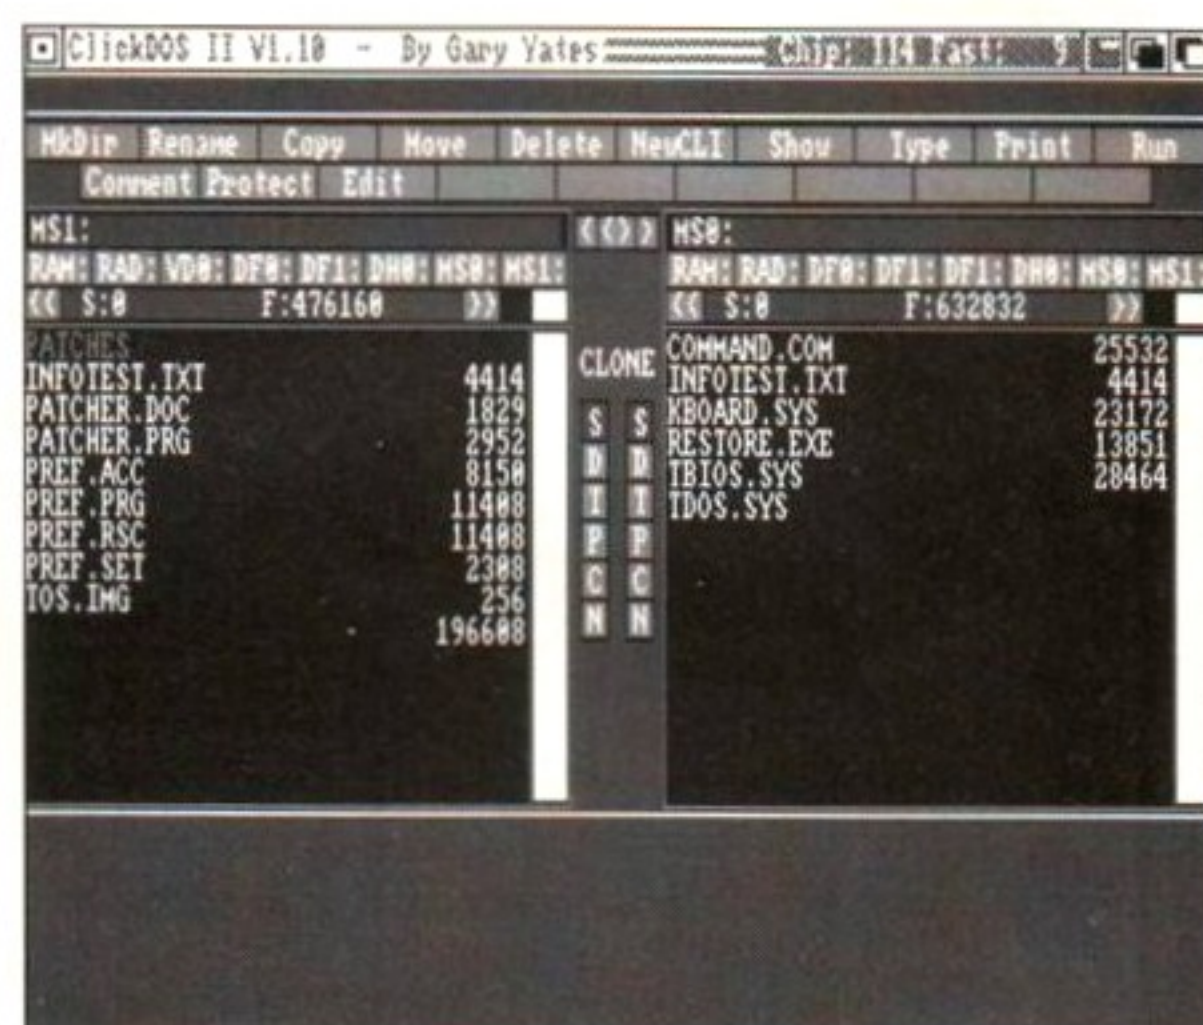 ClickDOS II V1.10 - By Gary Yates Chip: 114 Fast: 9
MkDir Rename Copy Move Delete NewCLI Show Type Print Run
Comment Protect Edit
MS1: <<>> MS0:
RAM: RAD: VD0: DF0: DF1: DH0: MS0: MS1: RAM: RAD: DF0: DF1: DF1: DH0: MS0: MS1:
<< S:0 F:476160 >> << S:0 F:632832 >>
PATCHES
INFOTEST.TXT 4414
PATCHER.DOC 1829
PATCHER.PRG 2952
PREF.ACC 8150
PREF.PRG 11408
PREF.RSC 11408
PREF.SET 2308
TOS.IMG 256
196608
CLONE
S S
D D
T T
P P
C C
N N
COMMAND.COM 25532
INFOTEST.TXT 4414
KBOARD.SYS 23172
RESTORE.EXE 13851
TBIOS.SYS 28464
TDOS.SYS